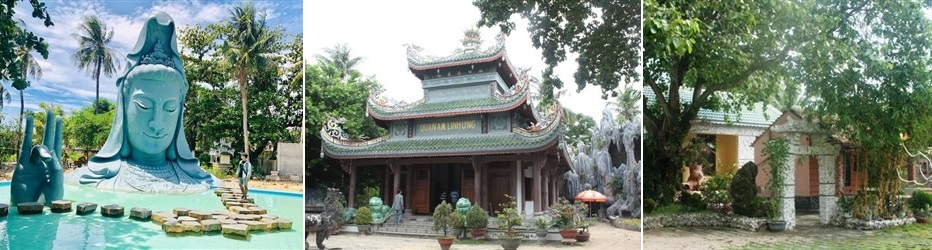 QUAN ÂM LINH ỨNG